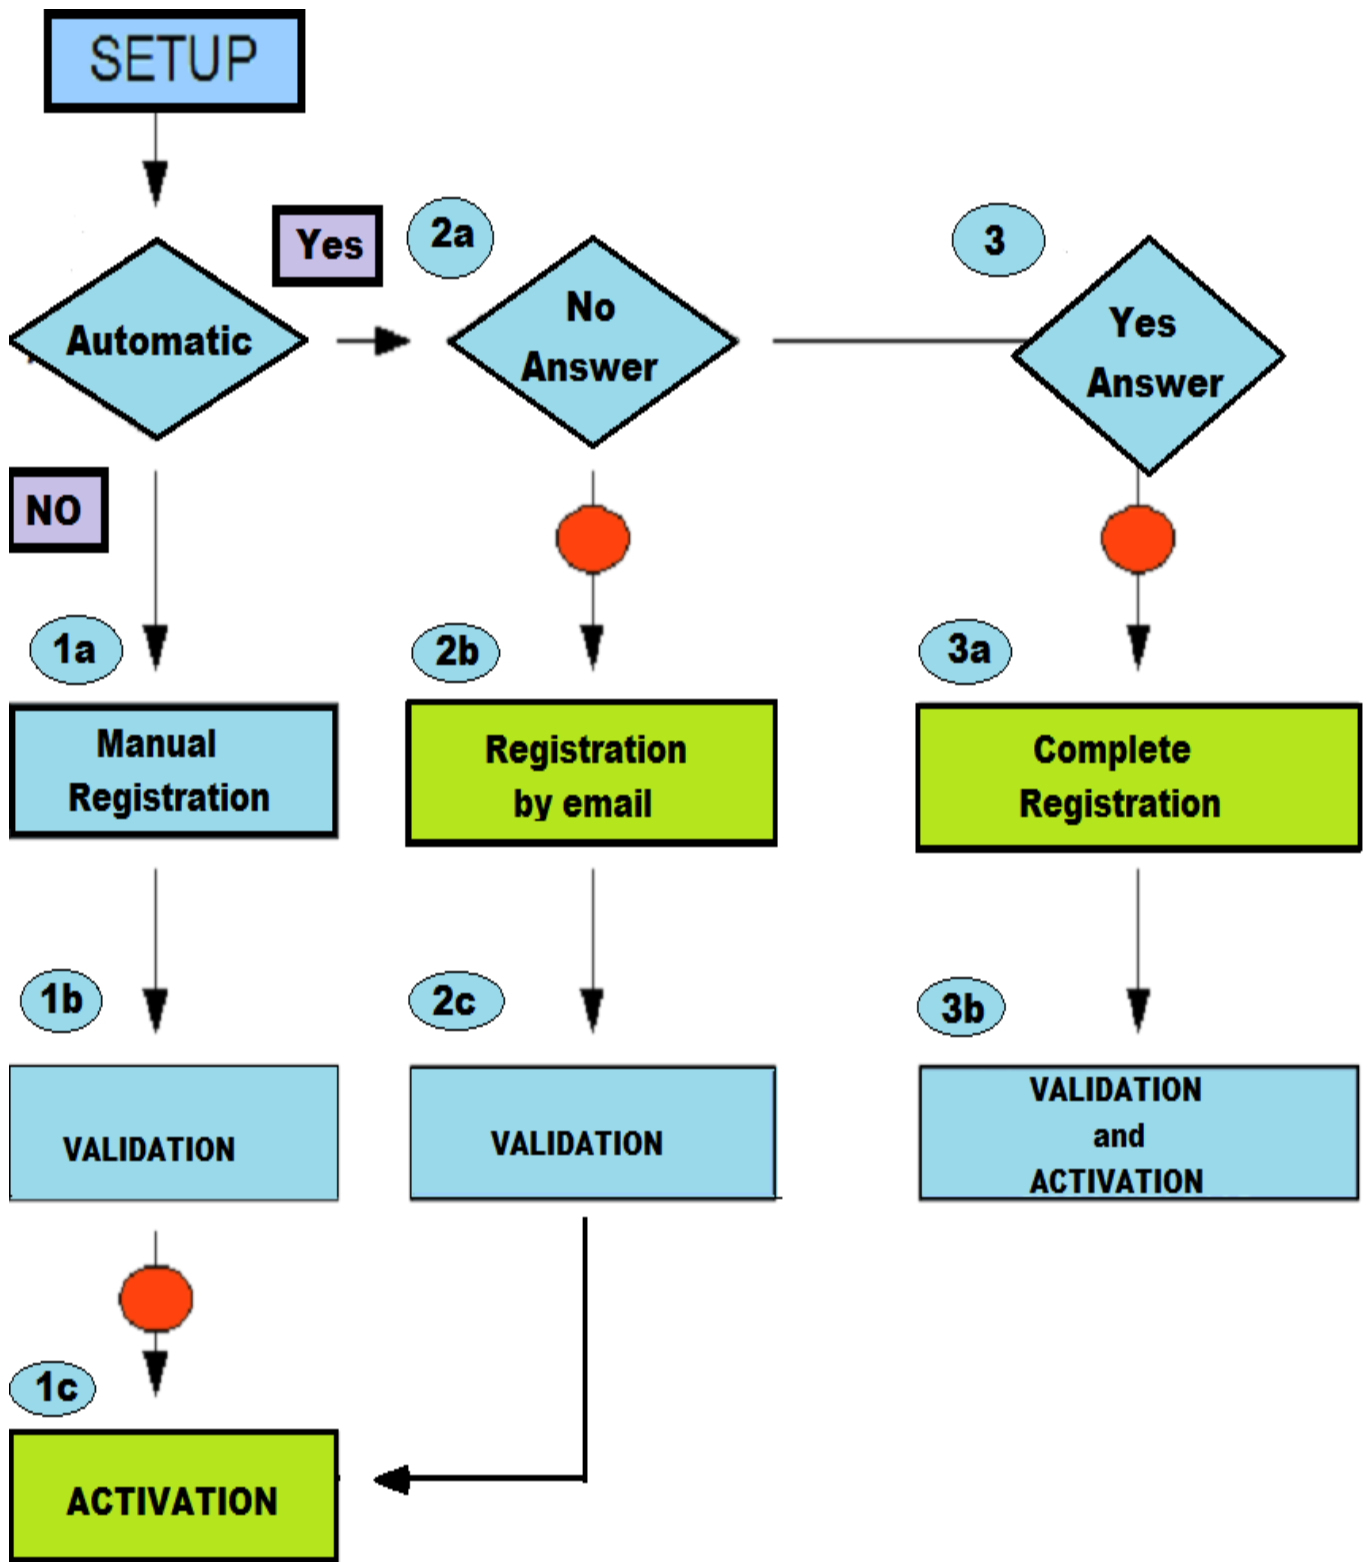 SETUP
Yes
2a
3
Automatic
No
Answer
Yes
Answer
NO
1a
2b
3a
Manual
Registration
Registration
by email
Complete
Registration
1b
2c
3b
VALIDATION
VALIDATION
VALIDATION
and
ACTIVATION
1c
ACTIVATION